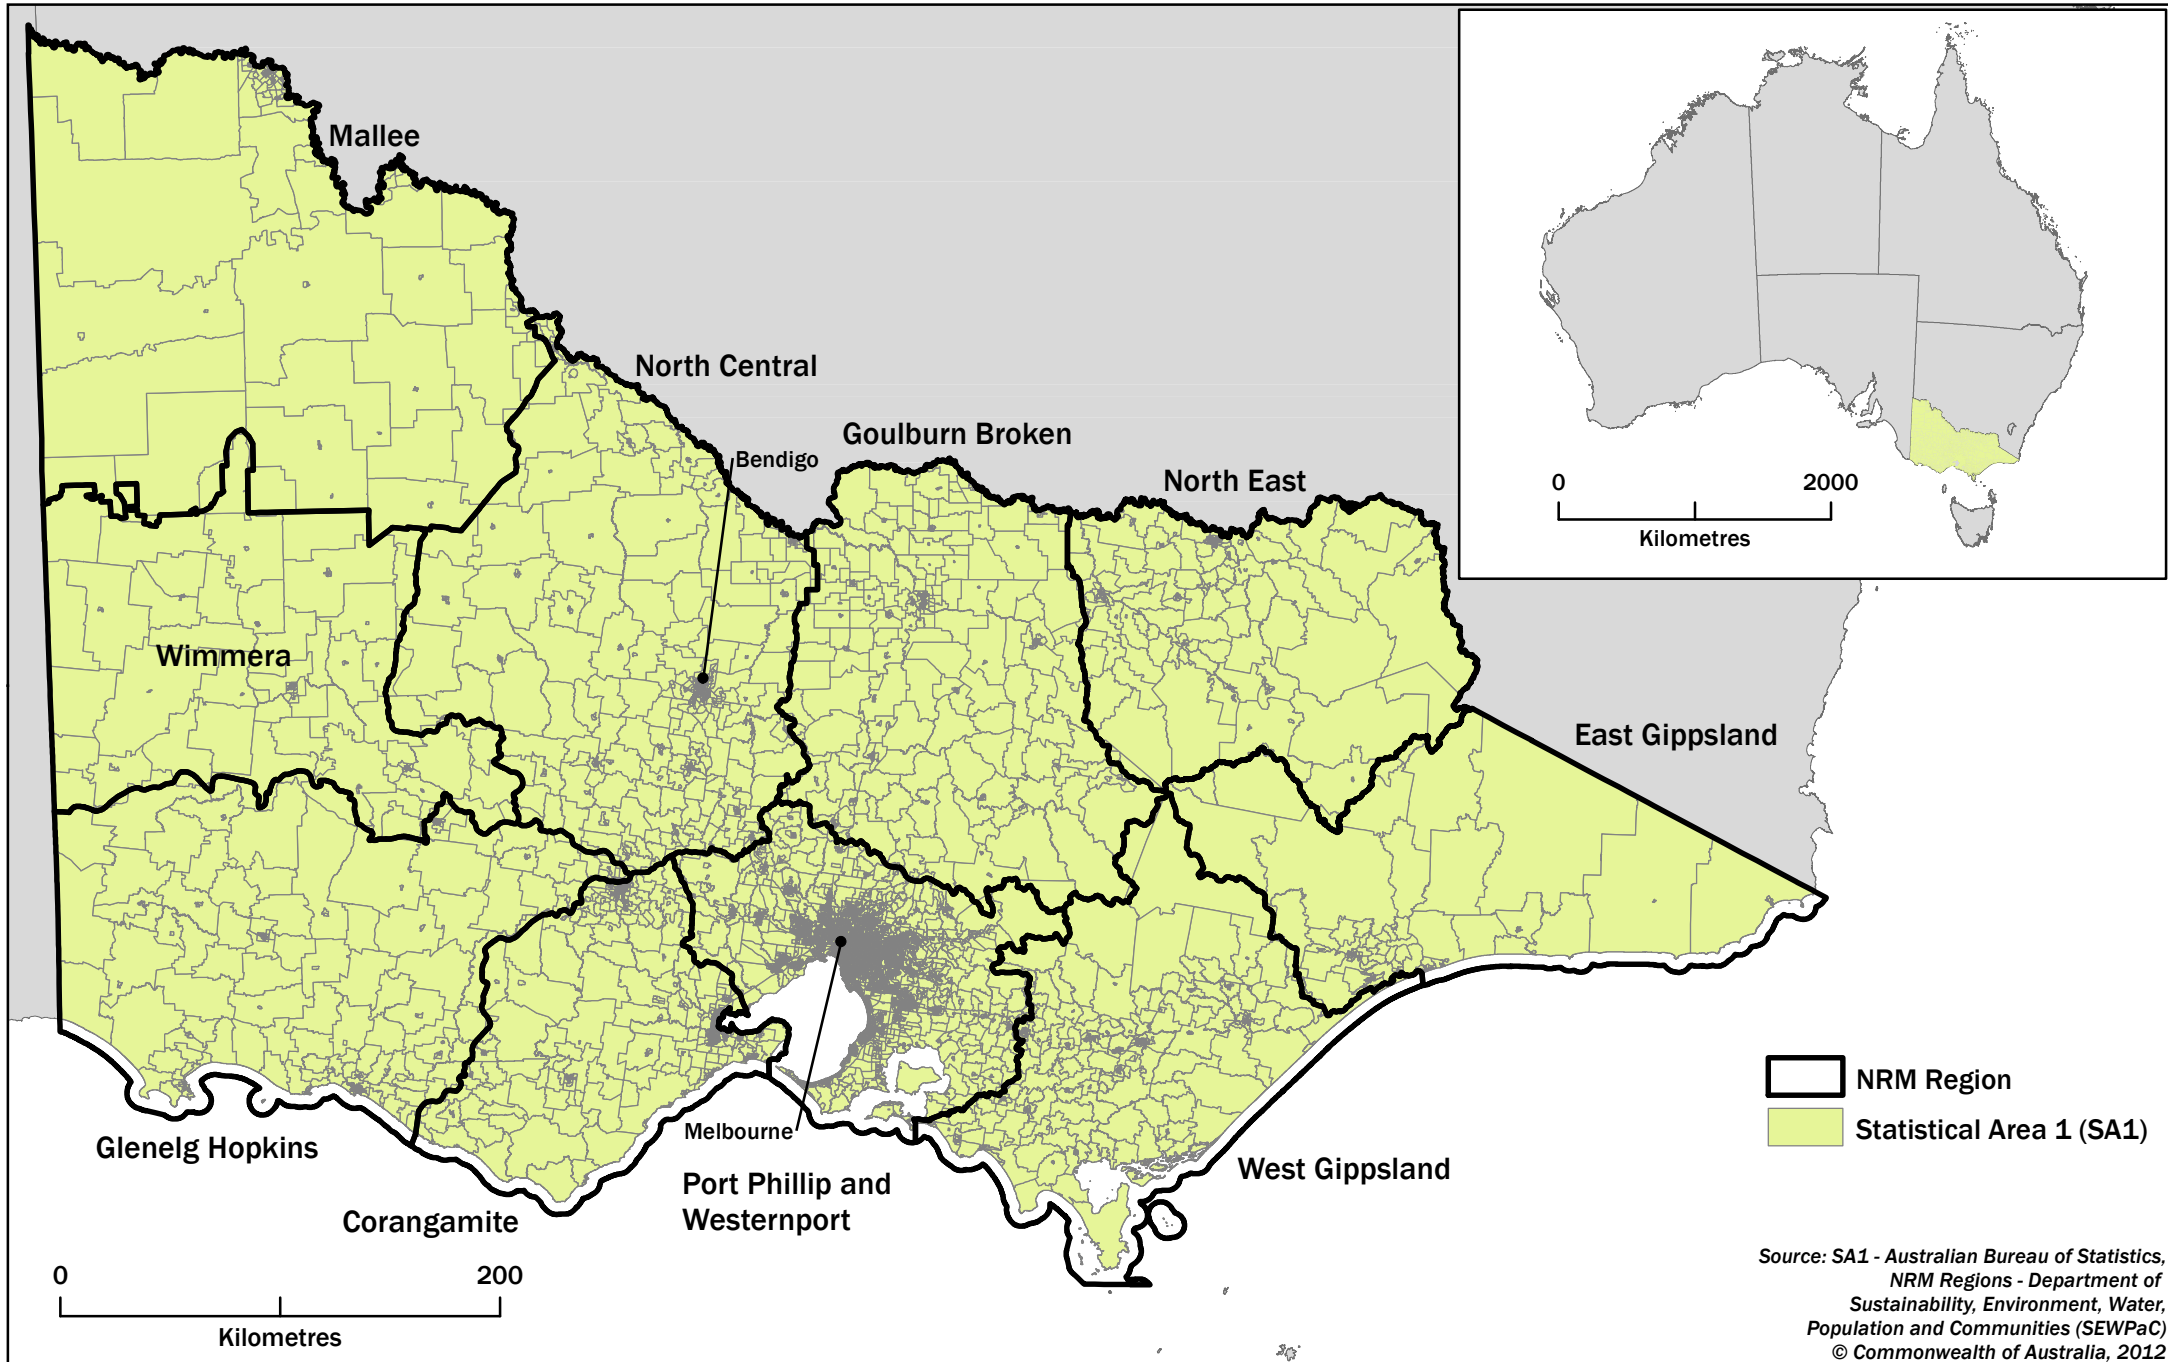 Mallee
North Central
Goulburn Broken
Bendigo
North East
Wimmera
East Gippsland
Glenelg Hopkins
Corangamite
Melbourne
Port Phillip and
Westernport
West Gippsland
0 2000
Kilometres
NRM Region
Statistical Area 1 (SA1)
0 200
Kilometres
Source: SA1 - Australian Bureau of Statistics,
NRM Regions - Department of
Sustainability, Environment, Water,
Population and Communities (SEWPaC)
© Commonwealth of Australia, 2012